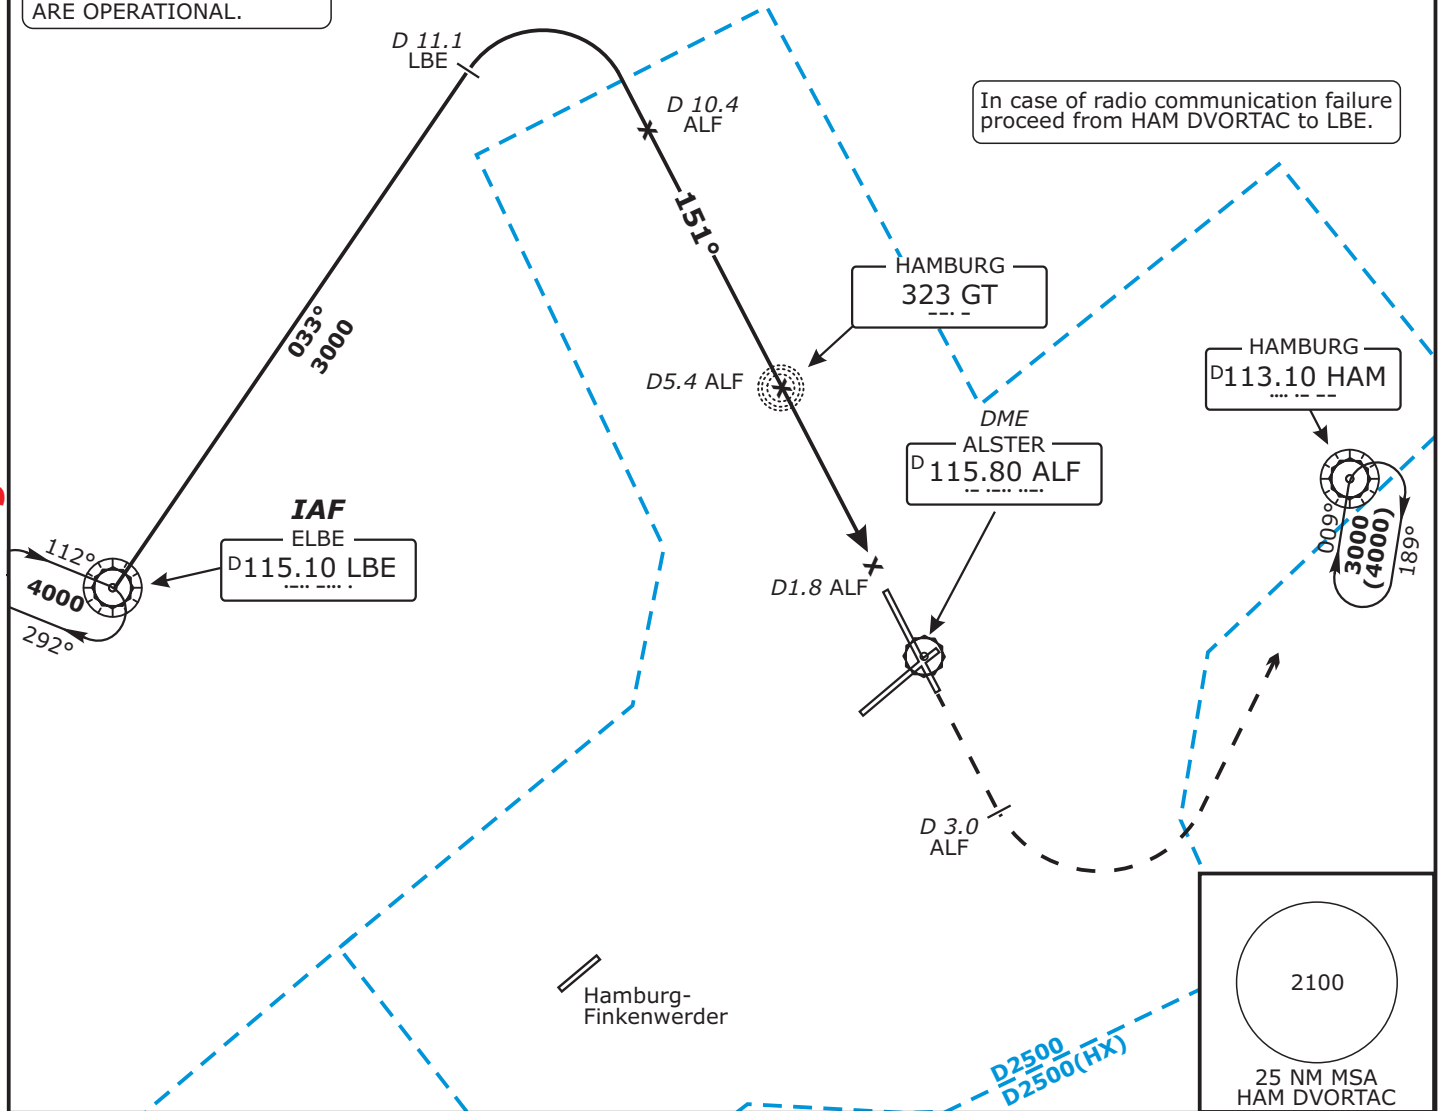 ARE OPERATIONAL.
D 11.1
LBE
D 10.4
ALF
In case of radio communication failure
proceed from HAM DVORTAC to LBE.
151°
HAMBURG
323 GT
033°
3000
D5.4 ALF
HAMBURG
D113.10 HAM
DME
ALSTER
D 115.80 ALF
IAF
ELBE
D115.10 LBE
112°
4000
292°
D1.8 ALF
009°
3000
(4000)
189°
D 3.0
ALF
Hamburg-
Finkenwerder
D2500
D2500(HX)
2100
25 NM MSA
HAM DVORTAC